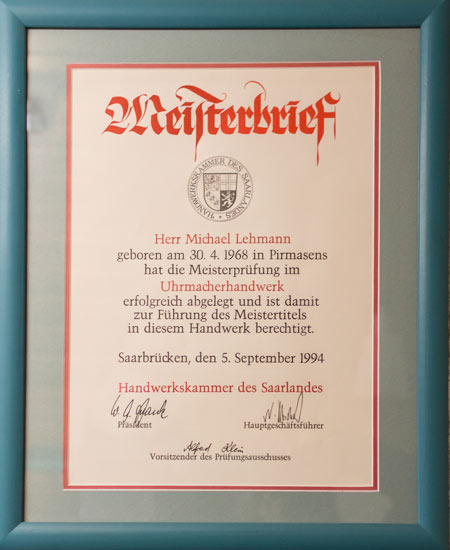 Meisterbrief
HANDWERKSKAMMER DES SAARLANDES
Herr Michael Lehmann
geboren am 30. 4. 1968 in Pirmasens
hat die Meisterprüfung im
Uhrmacherhandwerk
erfolgreich abgelegt und ist damit
zur Führung des Meistertitels
in diesem Handwerk berechtigt.
Saarbrücken, den 5. September 1994
Handwerkskammer des Saarlandes
Präsident
Hauptgeschäftsführer
Alfred Klein
Vorsitzender des Prüfungsausschusses